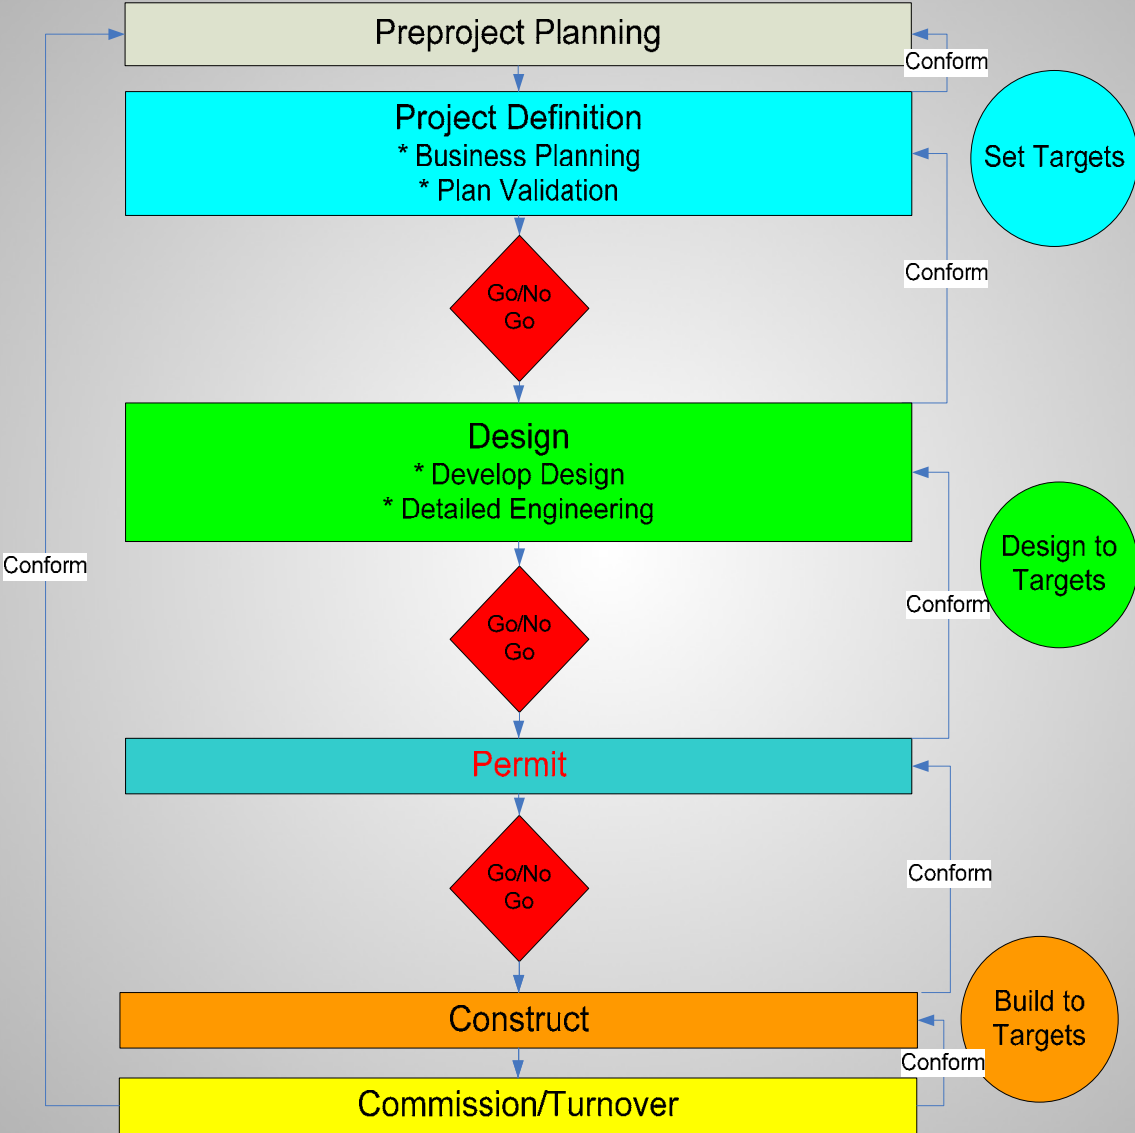 Preproject Planning
Conform
Project Definition
* Business Planning
* Plan Validation
Set Targets
Conform
Go/No
Go
Design
* Develop Design
* Detailed Engineering
Design to
Targets
Conform
Conform
Go/No
Go
Permit
Conform
Go/No
Go
Construct
Build to
Targets
Conform
Commission/Turnover